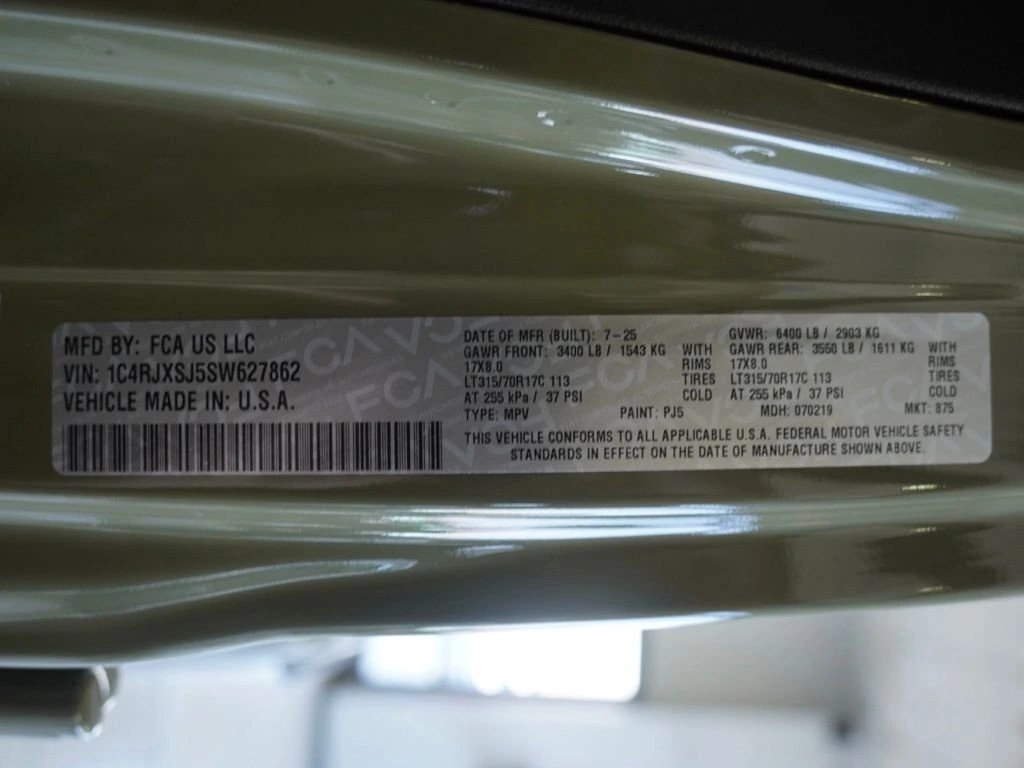 MFD BY: FCA US LLC
VIN: 1C4RJXSJ5SW627862
VEHICLE MADE IN: U.S.A.
DATE OF MFR (BUILT): 7-25
GAWR FRONT: 3400 LB / 1543 KG WITH
17X8.0 RIMS
LT315/70R17C 113 TIRES
AT 255 kPa / 37 PSI COLD
TYPE: MPV PAINT: PJ5
GVWR: 6400 LB / 2903 KG
GAWR REAR: 3550 LB / 1611 KG WITH
17X8.0 RIMS
LT315/70R17C 113 TIRES
AT 255 kPa / 37 PSI COLD
MDH: 070219 MKT: 875
THIS VEHICLE CONFORMS TO ALL APPLICABLE U.S.A. FEDERAL MOTOR VEHICLE SAFETY
STANDARDS IN EFFECT ON THE DATE OF MANUFACTURE SHOWN ABOVE.